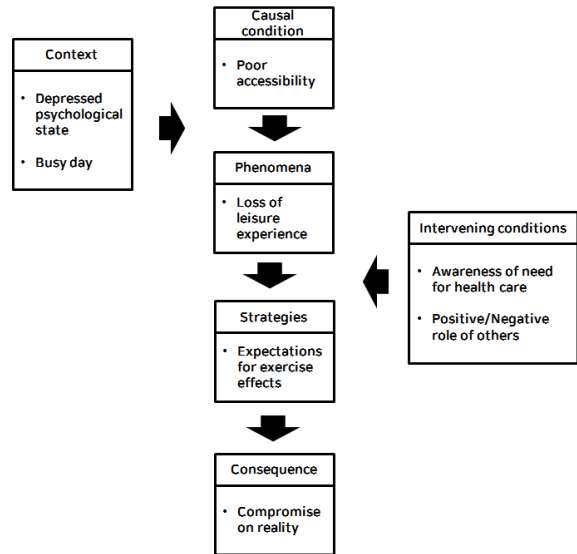 Causal
condition
• Poor
accessibility
Context
• Depressed
psychological
state
• Busy day
Phenomena
• Loss of
leisure
experience
Intervening conditions
• Awareness of need
for health care
• Positive/Negative
role of others
Strategies
• Expectations
for exercise
effects
Consequence
• Compromise
on reality